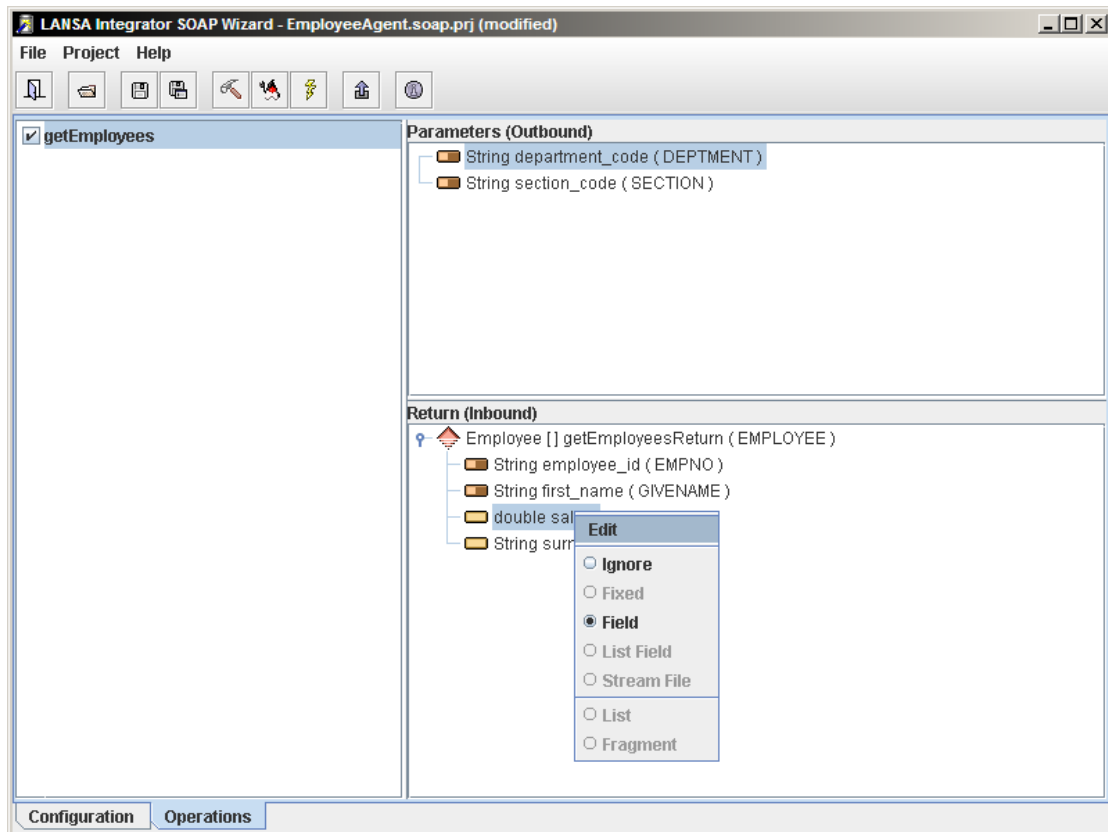 LANSA Integrator SOAP Wizard - EmployeeAgent.soap.prj (modified)
File Project Help
getEmployees
Parameters (Outbound)
String department_code ( DEPTMENT )
String section_code ( SECTION )
Return (Inbound)
Employee [ ] getEmployeesReturn ( EMPLOYEE )
String employee_id ( EMPNO )
String first_name ( GIVENAME )
double sal
String surn
Edit
Ignore
Fixed
Field
List Field
Stream File
List
Fragment
Configuration Operations